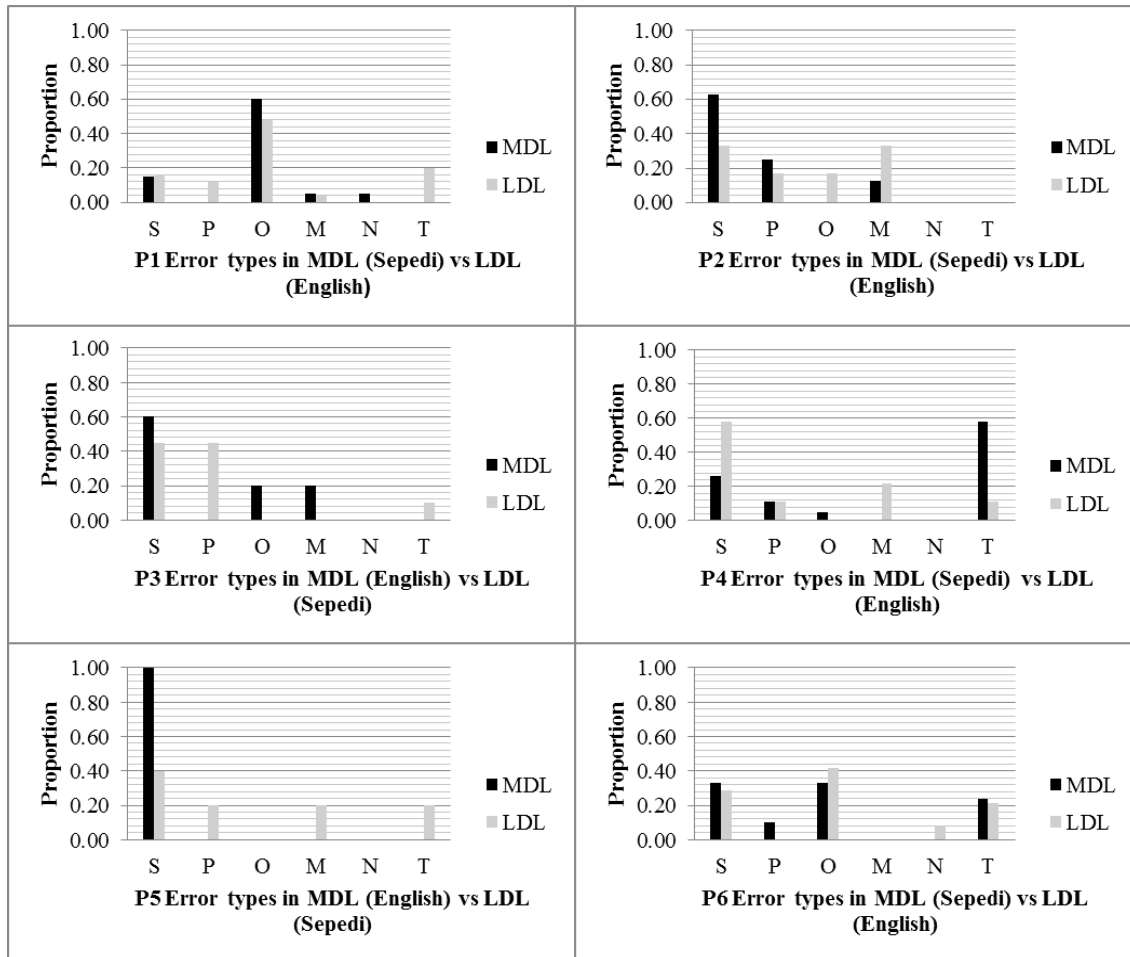 1.00
0.80
0.60
0.40
0.20
0.00
Proportion
S P O M N T
MDL
LDL
P1 Error types in MDL (Sepedi) vs LDL
(English)
1.00
0.80
0.60
0.40
0.20
0.00
Proportion
S P O M N T
MDL
LDL
P2 Error types in MDL (Sepedi) vs LDL
(English)
1.00
0.80
0.60
0.40
0.20
0.00
Proportion
S P O M N T
MDL
LDL
P3 Error types in MDL (English) vs LDL
(Sepedi)
1.00
0.80
0.60
0.40
0.20
0.00
Proportion
S P O M N T
MDL
LDL
P4 Error types in MDL (Sepedi) vs LDL
(English)
1.00
0.80
0.60
0.40
0.20
0.00
Proportion
S P O M N T
MDL
LDL
P5 Error types in MDL (English) vs LDL
(Sepedi)
1.00
0.80
0.60
0.40
0.20
0.00
Proportion
S P O M N T
MDL
LDL
P6 Error types in MDL (Sepedi) vs LDL
(English)